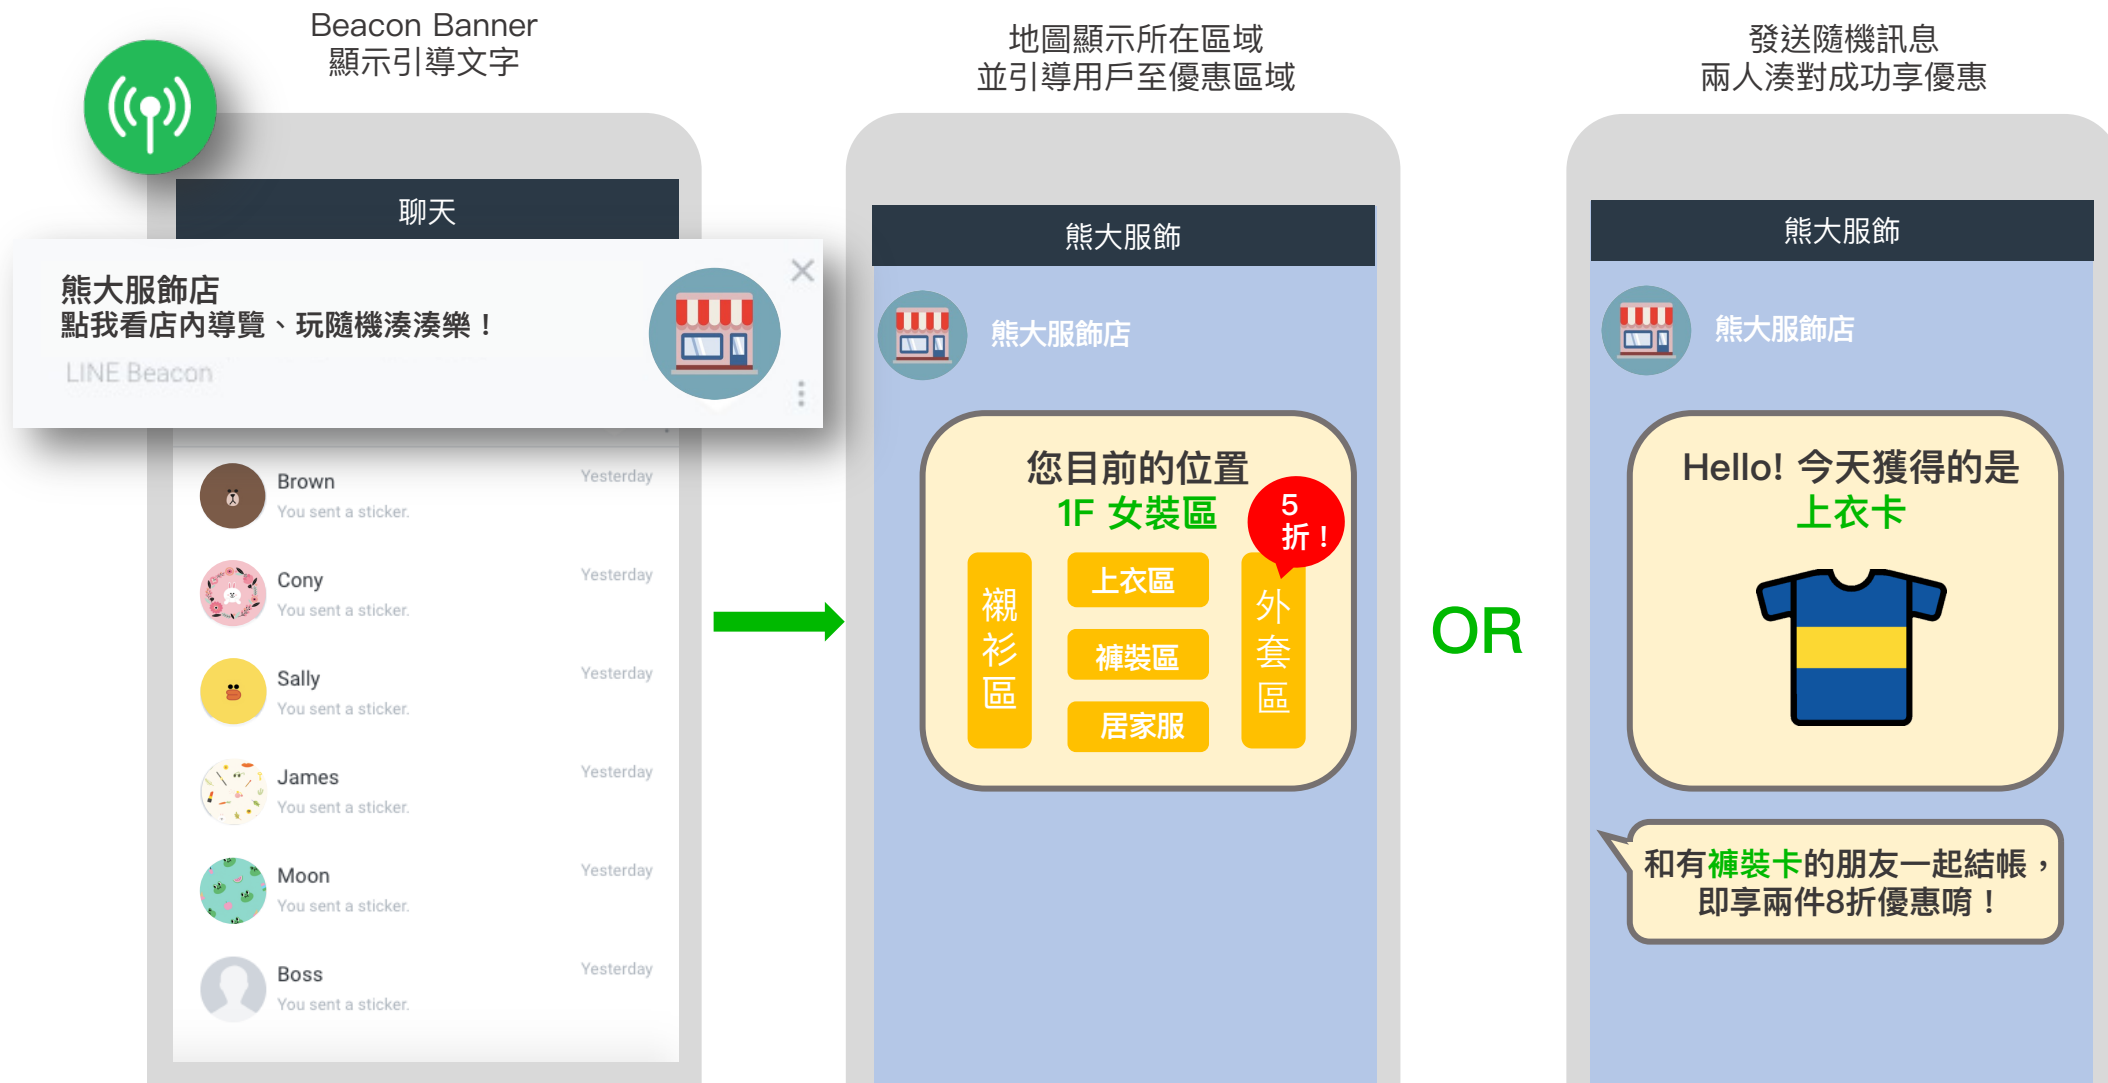 Beacon Banner
顯示引導文字
聊天
熊大服飾店
點我看店內導覽、玩隨機湊湊樂！
LINE Beacon
Brown
Yesterday
You sent a sticker.
Cony
Yesterday
You sent a sticker.
Sally
Yesterday
You sent a sticker.
James
Yesterday
You sent a sticker.
Moon
Yesterday
You sent a sticker.
Boss
Yesterday
You sent a sticker.
地圖顯示所在區域
並引導用戶至優惠區域
熊大服飾
熊大服飾店
您目前的位置
1F 女裝區
5
折！
襯衫區
上衣區
褲裝區
居家服
外套區
OR
發送隨機訊息
兩人湊對成功享優惠
熊大服飾
熊大服飾店
Hello! 今天獲得的是
上衣卡
和有褲裝卡的朋友一起結帳，
即享兩件8折優惠唷！